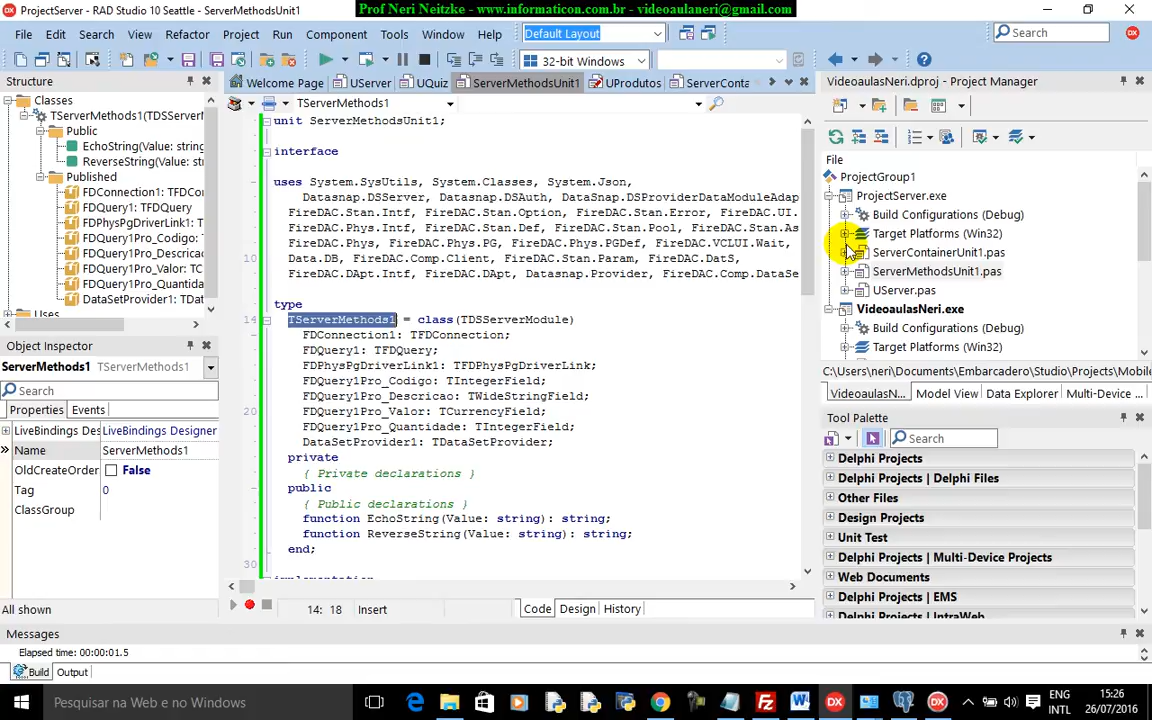 Prof Neri Neitzke - www.informaticon.com.br - videoaulaneri@gmail.com
ProjectServer - RAD Studio 10 Seattle - ServerMethodsUnit1
File Edit Search View Refactor Project Run Component Tools Window Help
Default Layout
Search
32-bit Windows
Structure
Classes
TServerMethods1(TDSServerM
Public
EchoString(Value: string): str
ReverseString(Value: string):
Published
FDConnection1: TFDCo
FDQuery1: TFDQuery
FDPhysPgDriverLink1: T
FDQuery1Pro_Codigo: T
FDQuery1Pro_Descricao
FDQuery1Pro_Valor: TC
FDQuery1Pro_Quantida
DataSetProvider1: TData
Uses
Object Inspector
ServerMethods1 TServerMethods1
Search
Properties Events
LiveBindings Des LiveBindings Designer
Name ServerMethods1
OldCreateOrder False
Tag 0
ClassGroup
All shown
Welcome Page UServer UQuiz ServerMethodsUnit1 UProdutos ServerConta
TServerMethods1
unit ServerMethodsUnit1;
interface
uses System.SysUtils, System.Classes, System.Json,
Datasnap.DSServer, Datasnap.DSAuth, DataSnap.DSProviderDataModuleAdap
FireDAC.Stan.Intf, FireDAC.Stan.Option, FireDAC.Stan.Error, FireDAC.UI.
FireDAC.Phys.Intf, FireDAC.Stan.Def, FireDAC.Stan.Pool, FireDAC.Stan.As
FireDAC.Phys, FireDAC.Phys.PG, FireDAC.Phys.PGDef, FireDAC.VCLUI.Wait,
10 Data.DB, FireDAC.Comp.Client, FireDAC.Stan.Param, FireDAC.DatS,
FireDAC.DApt.Intf, FireDAC.DApt, Datasnap.Provider, FireDAC.Comp.DataSe
type
14 TServerMethods1 = class(TDSServerModule)
FDConnection1: TFDConnection;
FDQuery1: TFDQuery;
FDPhysPgDriverLink1: TFDPhysPgDriverLink;
FDQuery1Pro_Codigo: TIntegerField;
FDQuery1Pro_Descricao: TWideStringField;
20 FDQuery1Pro_Valor: TCurrencyField;
FDQuery1Pro_Quantidade: TIntegerField;
DataSetProvider1: TDataSetProvider;
private
{ Private declarations }
public
{ Public declarations }
function EchoString(Value: string): string;
function ReverseString(Value: string): string;
end;
30
implementation
14: 18 Insert Code Design History
VideoaulasNeri.dproj - Project Manager
File
ProjectGroup1
ProjectServer.exe
Build Configurations (Debug)
Target Platforms (Win32)
ServerContainerUnit1.pas
ServerMethodsUnit1.pas
UServer.pas
VideoaulasNeri.exe
Build Configurations (Debug)
Target Platforms (Win32)
C:\Users\neri\Documents\Embarcadero\Studio\Projects\Mobile
VideoaulasN... Model View Data Explorer Multi-Device ...
Tool Palette
Search
Delphi Projects
Delphi Projects | Delphi Files
Other Files
Design Projects
Unit Test
Delphi Projects | Multi-Device Projects
Web Documents
Delphi Projects | EMS
Delphi Projects | IntraWeb
Messages
Elapsed time: 00:00:01.5
Build Output
Pesquisar na Web e no Windows
ENG
INTL
15:26
26/07/2016